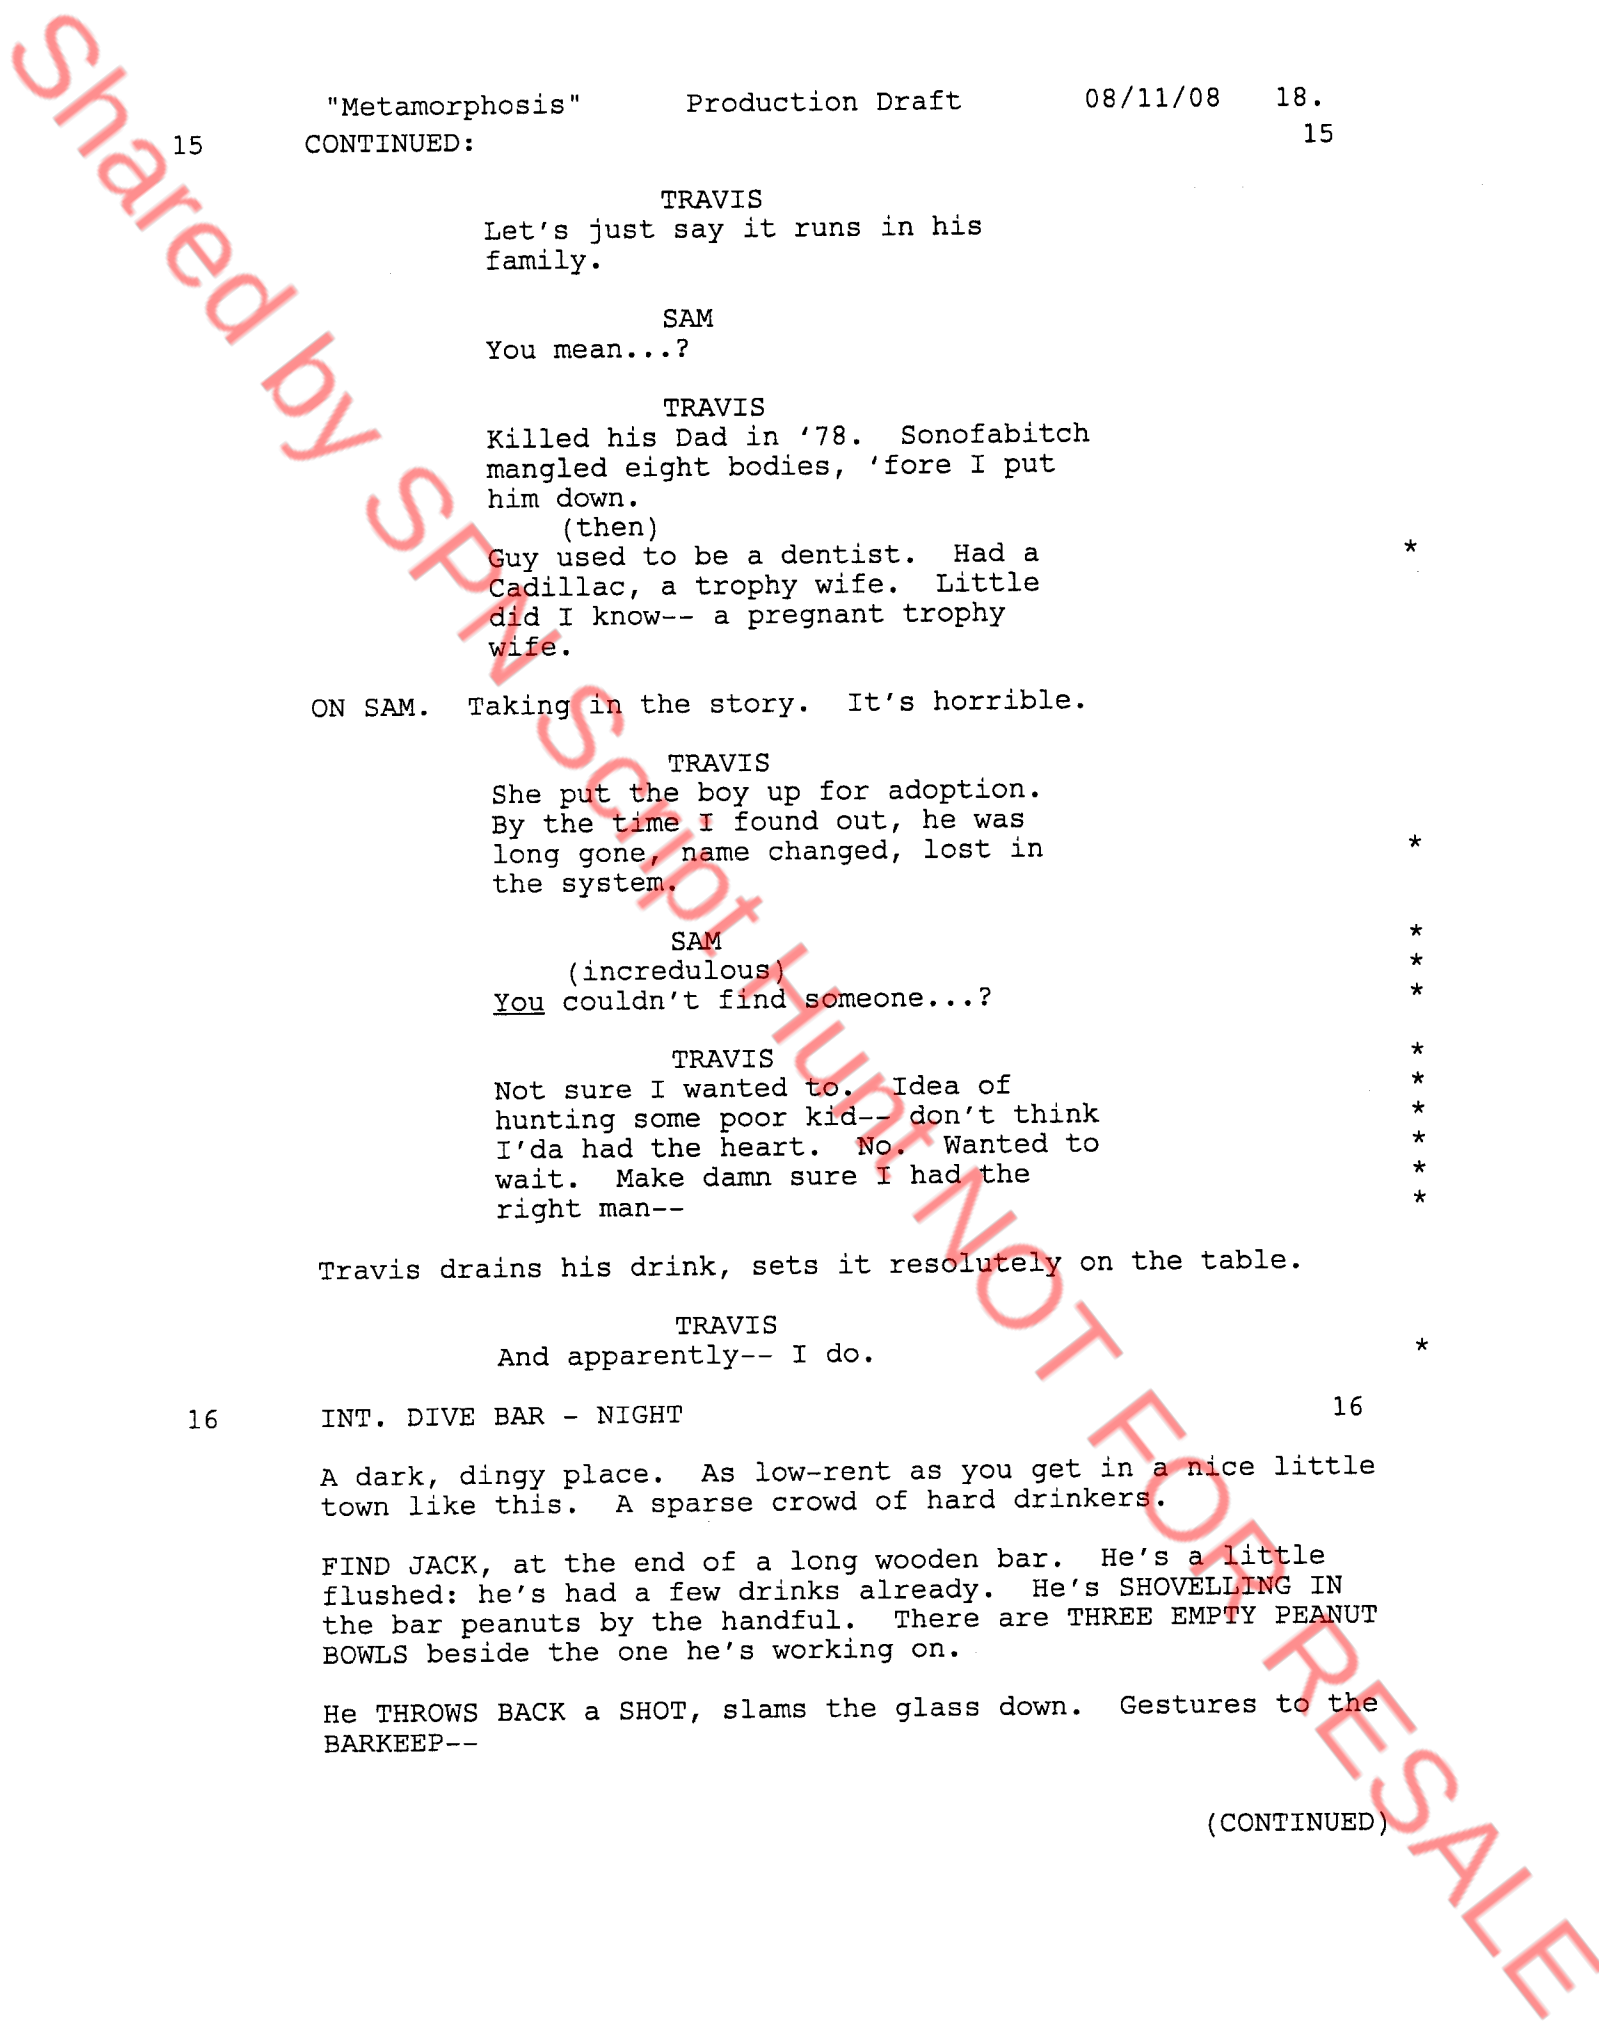 "Metamorphosis" Production Draft 08/11/08 18.
15 CONTINUED: 15
TRAVIS
Let's just say it runs in his
family.
SAM
You mean...?
TRAVIS
Killed his Dad in '78. Sonofabitch
mangled eight bodies, 'fore I put
him down.
(then)
Guy used to be a dentist. Had a *
Cadillac, a trophy wife. Little
did I know-- a pregnant trophy
wife.
ON SAM. Taking in the story. It's horrible.
TRAVIS
She put the boy up for adoption.
By the time I found out, he was
long gone, name changed, lost in *
the system.
SAM *
(incredulous) *
You couldn't find someone...? *
TRAVIS *
Not sure I wanted to. Idea of *
hunting some poor kid-- don't think *
I'da had the heart. No. Wanted to *
wait. Make damn sure I had the *
right man-- *
Travis drains his drink, sets it resolutely on the table.
TRAVIS
And apparently-- I do. *
16 INT. DIVE BAR - NIGHT 16
A dark, dingy place. As low-rent as you get in a nice little
town like this. A sparse crowd of hard drinkers.
FIND JACK, at the end of a long wooden bar. He's a little
flushed: he's had a few drinks already. He's SHOVELLING IN
the bar peanuts by the handful. There are THREE EMPTY PEANUT
BOWLS beside the one he's working on.
He THROWS BACK a SHOT, slams the glass down. Gestures to the
BARKEEP--
(CONTINUED)
Shared by SPN Script Hunt NOT FOR RESALE